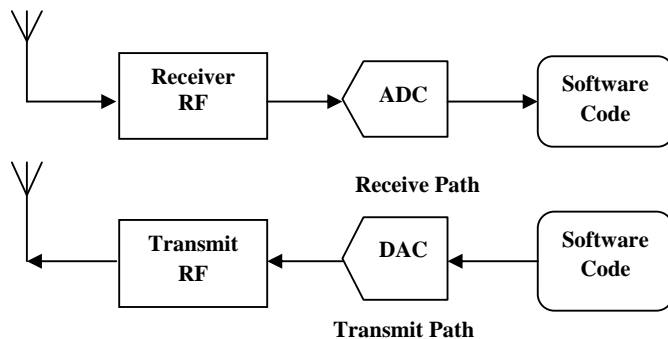 Receiver
RF
ADC
Software
Code
Receive Path
Transmit
RF
DAC
Software
Code
Transmit Path